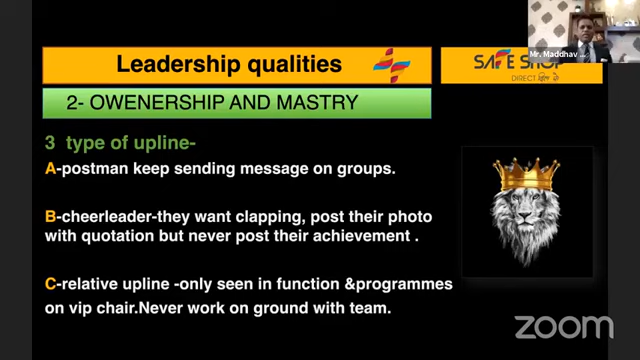 Leadership qualities
SAFE SHOP
DIRECT
Mr. Maddhav
2- OWENERSHIP AND MASTRY
3 type of upline-
A-postman keep sending message on groups.
B-cheerleader-they want clapping, post their photo
with quotation but never post their achievement .
C-relative upline -only seen in function &programmes
on vip chair.Never work on ground with team.
zoom